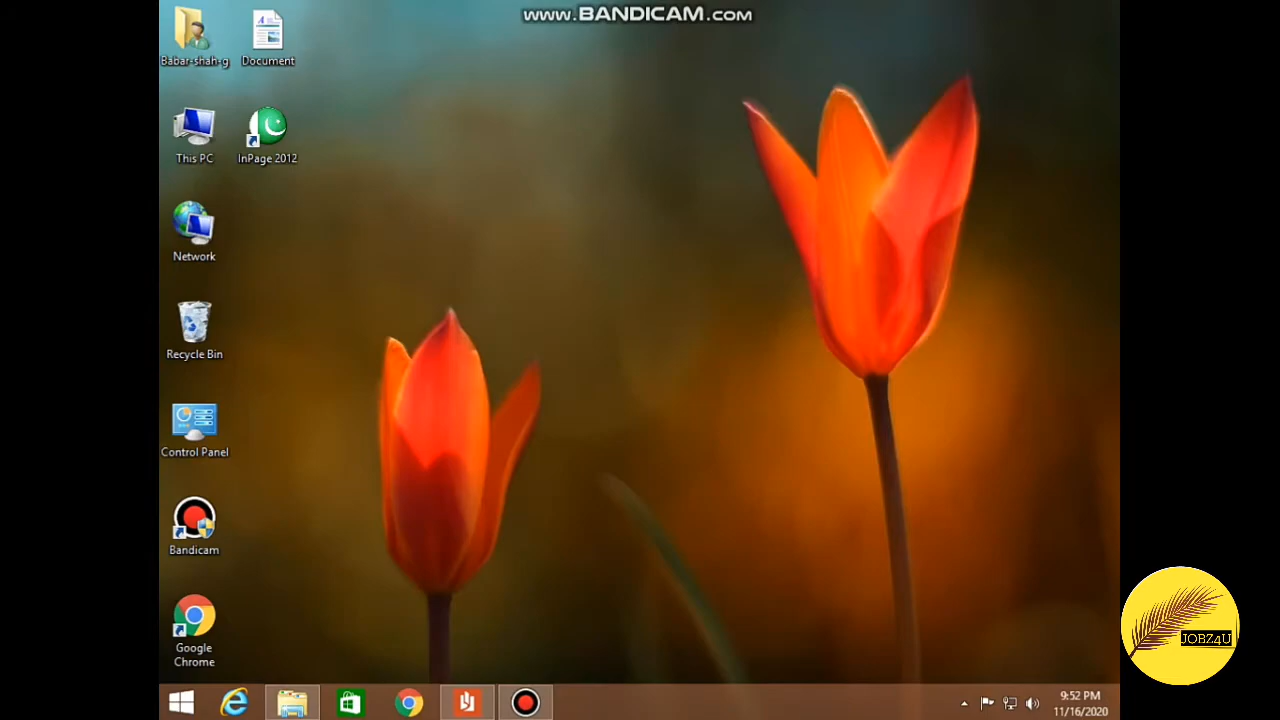 www.BANDICAM.com
Babar-shah-g
Document
This PC
InPage 2012
Network
Recycle Bin
Control Panel
Bandicam
Google
Chrome
JOBZ4U
9:52 PM
11/16/2020